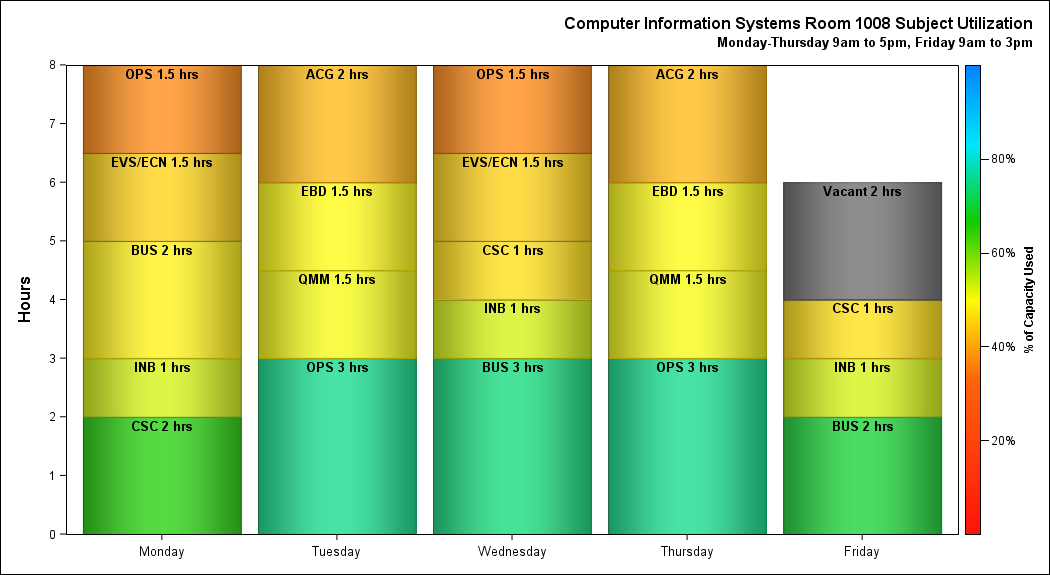 Computer Information Systems Room 1008 Subject Utilization
Monday-Thursday 9am to 5pm, Friday 9am to 3pm
8
7
6
5
4
3
2
1
0
Hours
OPS 1.5 hrs
EVS/ECN 1.5 hrs
BUS 2 hrs
INB 1 hrs
CSC 2 hrs
ACG 2 hrs
EBD 1.5 hrs
QMM 1.5 hrs
OPS 3 hrs
OPS 1.5 hrs
EVS/ECN 1.5 hrs
CSC 1 hrs
INB 1 hrs
BUS 3 hrs
ACG 2 hrs
EBD 1.5 hrs
QMM 1.5 hrs
OPS 3 hrs
Vacant 2 hrs
CSC 1 hrs
INB 1 hrs
BUS 2 hrs
Monday
Tuesday
Wednesday
Thursday
Friday
80%
60%
40%
20%
% of Capacity Used